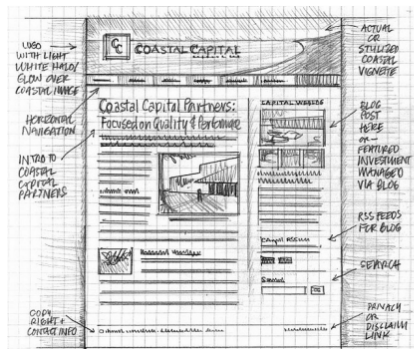 LOGO
WITH LIGHT
WHITE HALO/
GLOW OVER
COASTAL IMAGE
HORIZONTAL
NAVIGATION
INTRO TO
COASTAL
CAPITAL
PARTNERS
COPY
RIGHT +
CONTACT INFO
CC
COASTAL CAPITAL
Coastal Capital Partners:
Focused on Quality & Performance
CAPITAL
SEARCH
GO
ACTUAL
OR
STYLIZED
COASTAL
VIGNETTE
BLOG
POST
HERE
-OR-
FEATURED
INVESTMENT
MANAGED
VIA BLOG
RSS FEEDS
FOR BLOG
SEARCH
PRIVACY
OR
DISCLAIM
LINK